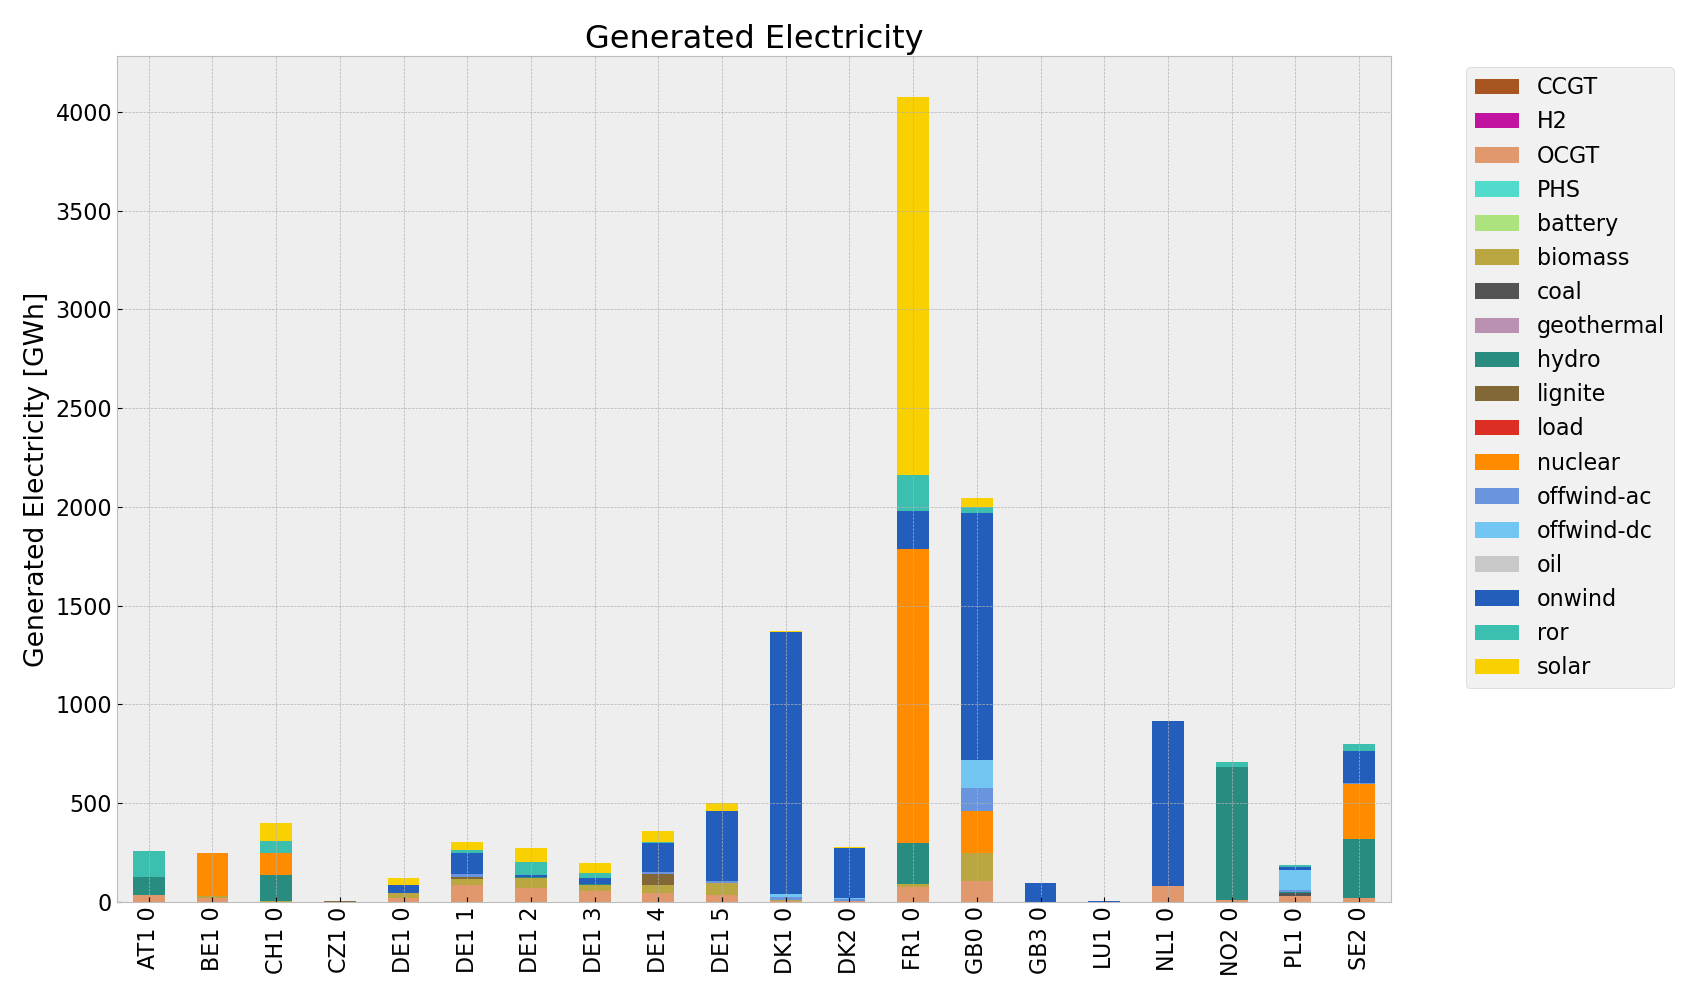 Generated Electricity
Generated Electricity [GWh]
4000
3500
3000
2500
2000
1500
1000
500
0
AT1 0
BE1 0
CH1 0
CZ1 0
DE1 0
DE1 1
DE1 2
DE1 3
DE1 4
DE1 5
DK1 0
DK2 0
FR1 0
GB0 0
GB3 0
LU1 0
NL1 0
NO2 0
PL1 0
SE2 0
CCGT
H2
OCGT
PHS
battery
biomass
coal
geothermal
hydro
lignite
load
nuclear
offwind-ac
offwind-dc
oil
onwind
ror
solar